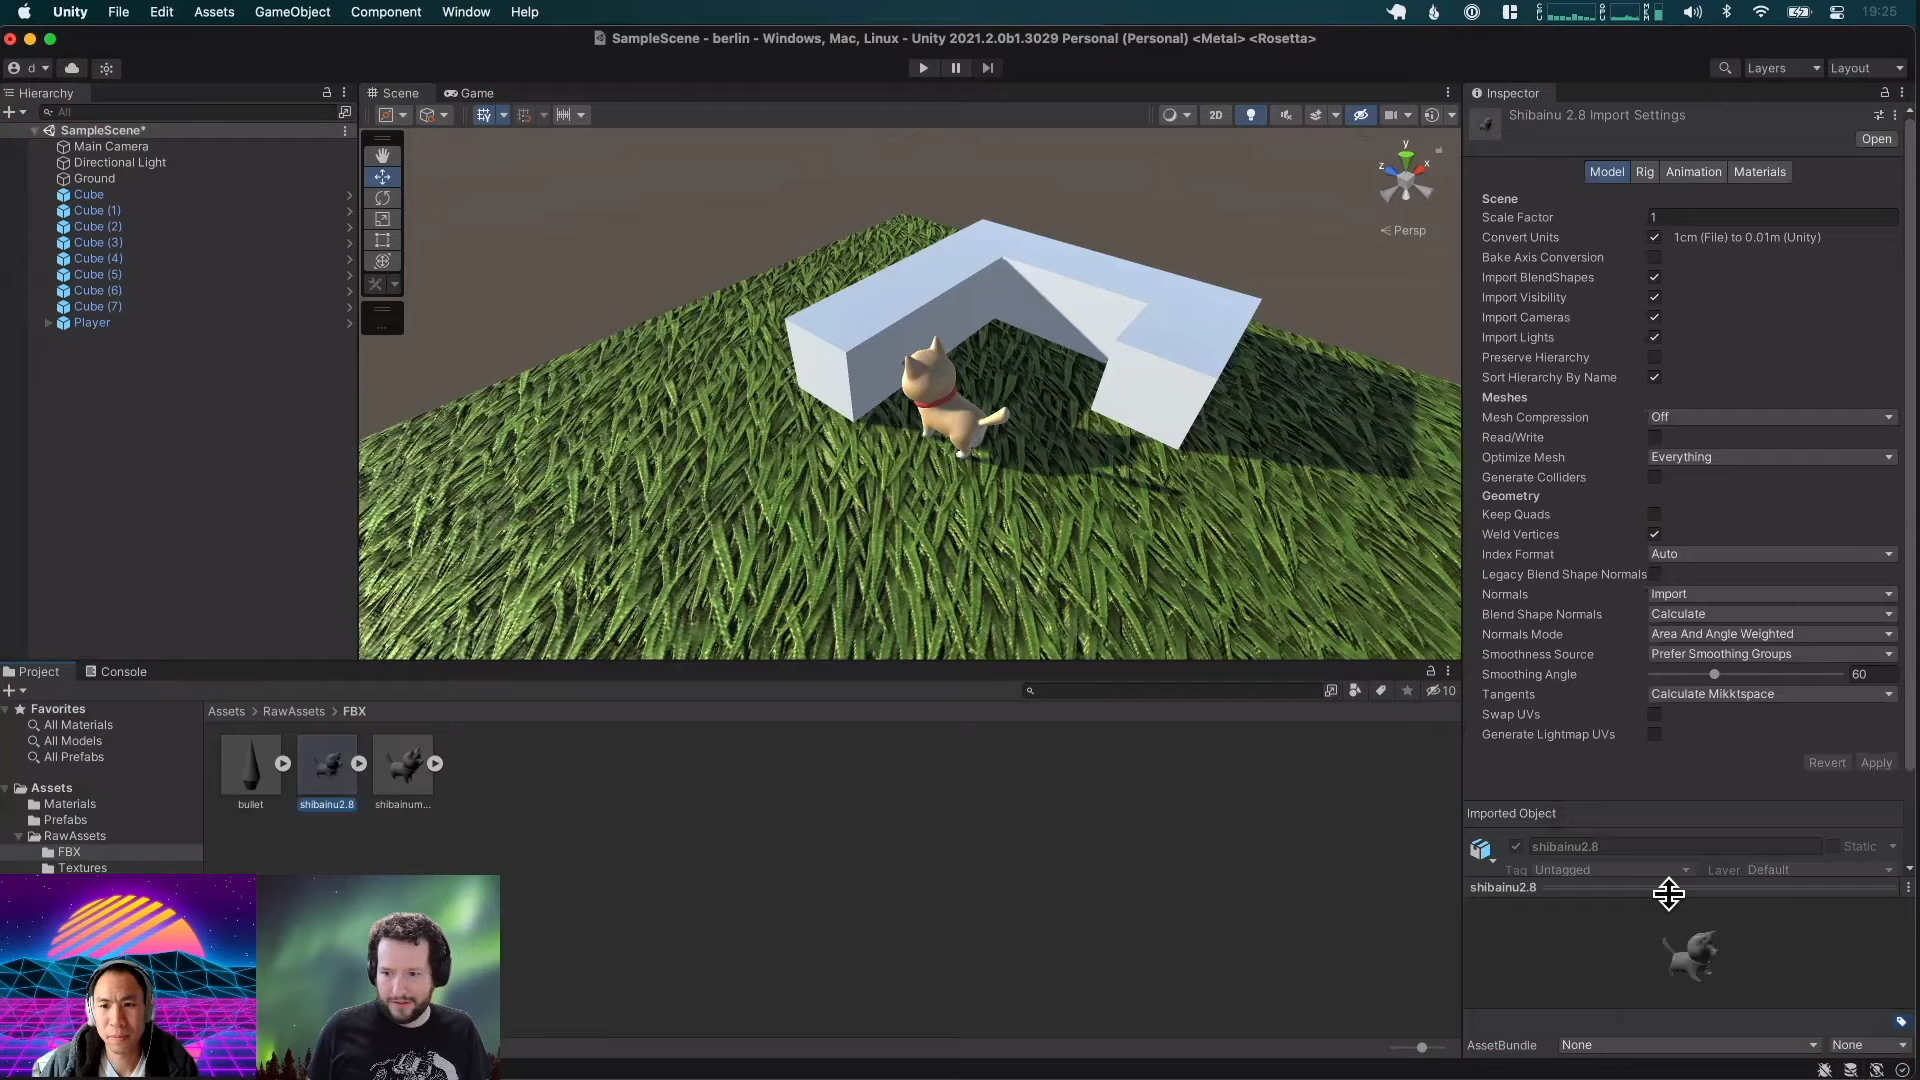 Unity File Edit Assets GameObject Component Window Help 19:25
SampleScene - berlin - Windows, Mac, Linux - Unity 2021.2.0b1.3029 Personal (Personal) <Metal> <Rosetta>
d Layers Layout
Hierarchy
All
SampleScene*
Main Camera
Directional Light
Ground
Cube
Cube (1)
Cube (2)
Cube (3)
Cube (4)
Cube (5)
Cube (6)
Cube (7)
Player
Scene Game
2D
y
z x
Persp
Inspector
Shibainu 2.8 Import Settings
Open
Model Rig Animation Materials
Scene
Scale Factor 1
Convert Units 1cm (File) to 0.01m (Unity)
Bake Axis Conversion
Import BlendShapes
Import Visibility
Import Cameras
Import Lights
Preserve Hierarchy
Sort Hierarchy By Name
Meshes
Mesh Compression Off
Read/Write
Optimize Mesh Everything
Generate Colliders
Geometry
Keep Quads
Weld Vertices
Index Format Auto
Legacy Blend Shape Normals
Normals Import
Blend Shape Normals Calculate
Normals Mode Area And Angle Weighted
Smoothness Source Prefer Smoothing Groups
Smoothing Angle 60
Tangents Calculate Mikktspace
Swap UVs
Generate Lightmap UVs
Revert Apply
Imported Object
shibainu2.8 Static
Tag Untagged Layer Default
shibainu2.8
AssetBundle None None
Project Console
10
Favorites
All Materials
All Models
All Prefabs
Assets
Materials
Prefabs
RawAssets
FBX
Textures
Assets > RawAssets > FBX
bullet shibainu2.8 shibainum...